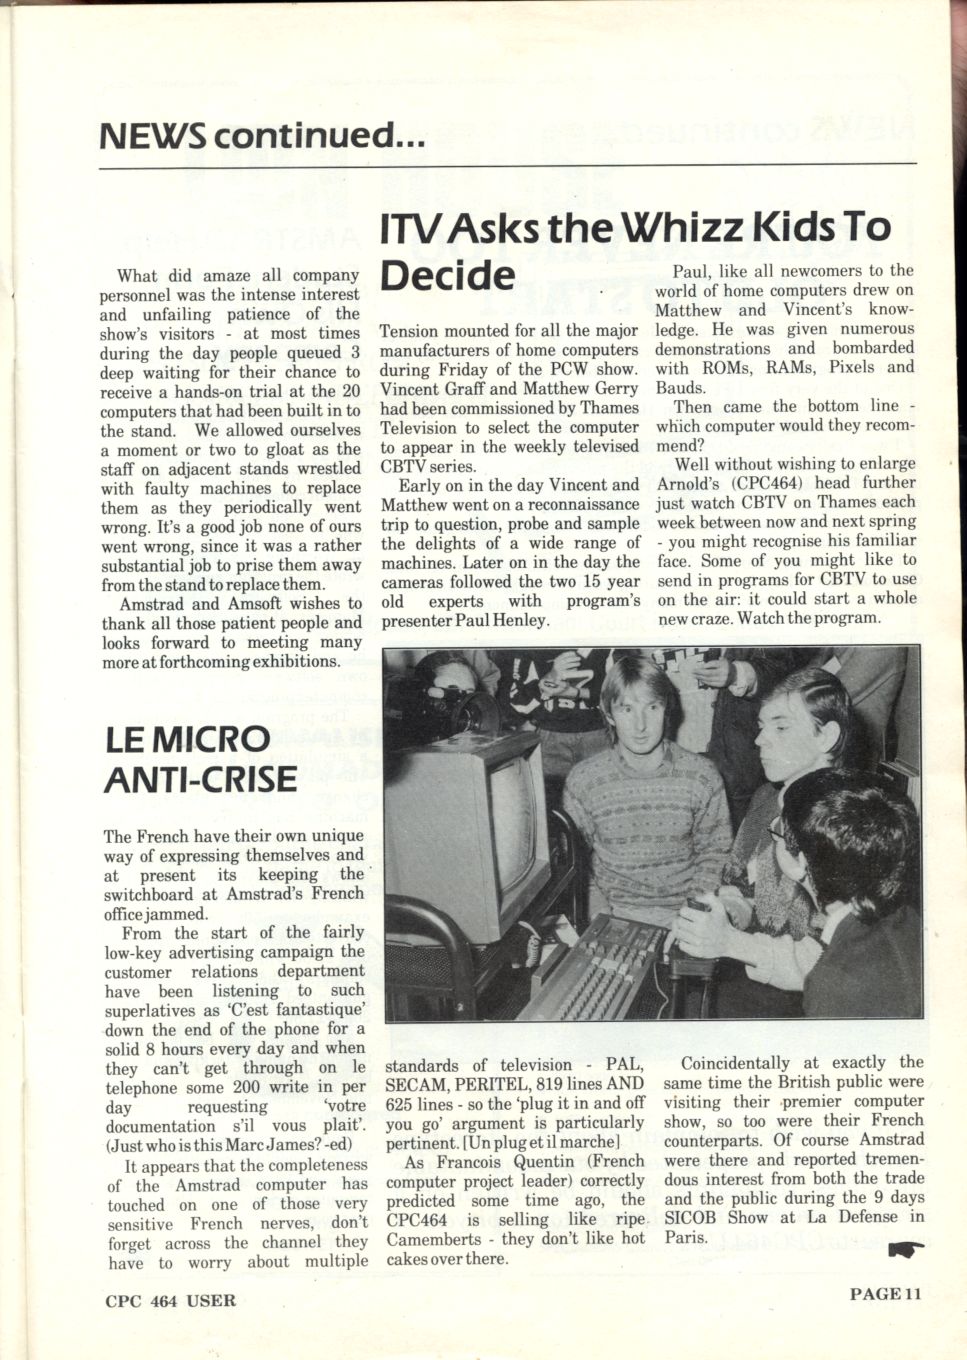 NEWS continued...
What did amaze all company
personnel was the intense interest
and unfailing patience of the
show's visitors - at most times
during the day people queued 3
deep waiting for their chance to
receive a hands-on trial at the 20
computers that had been built in to
the stand. We allowed ourselves
a moment or two to gloat as the
staff on adjacent stands wrestled
with faulty machines to replace
them as they periodically went
wrong. It's a good job none of ours
went wrong, since it was a rather
substantial job to prise them away
from the stand to replace them.
Amstrad and Amsoft wishes to
thank all those patient people and
looks forward to meeting many
more at forthcoming exhibitions.
ITV Asks the Whizz Kids To
Decide
Tension mounted for all the major
manufacturers of home computers
during Friday of the PCW show.
Vincent Graff and Matthew Gerry
had been commissioned by Thames
Television to select the computer
to appear in the weekly televised
CBTV series.
Early on in the day Vincent and
Matthew went on a reconnaissance
trip to question, probe and sample
the delights of a wide range of
machines. Later on in the day the
cameras followed the two 15 year
old experts with program's
presenter Paul Henley.
Paul, like all newcomers to the
world of home computers drew on
Matthew and Vincent's know-
ledge. He was given numerous
demonstrations and bombarded
with ROMs, RAMs, Pixels and
Bauds.
Then came the bottom line -
which computer would they recom-
mend?
Well without wishing to enlarge
Arnold's (CPC464) head further
just watch CBTV on Thames each
week between now and next spring
- you might recognise his familiar
face. Some of you might like to
send in programs for CBTV to use
on the air: it could start a whole
new craze. Watch the program.
LE MICRO
ANTI-CRISE
The French have their own unique
way of expressing themselves and
at present its keeping the
switchboard at Amstrad's French
office jammed.
From the start of the fairly
low-key advertising campaign the
customer relations department
have been listening to such
superlatives as ‘C'est fantastique’
down the end of the phone for a
solid 8 hours every day and when
they can't get through on le
telephone some 200 write in per
day requesting ‘votre
documentation s'il vous plait’.
(Just who is this Marc James? -ed)
It appears that the completeness
of the Amstrad computer has
touched on one of those very
sensitive French nerves, don't
forget across the channel they
have to worry about multiple
standards of television - PAL,
SECAM, PERITEL, 819 lines AND
625 lines - so the ‘plug it in and off
you go’ argument is particularly
pertinent. [Un plug et il marche]
As Francois Quentin (French
computer project leader) correctly
predicted some time ago, the
CPC464 is selling like ripe
Camemberts - they don't like hot
cakes over there.
Coincidentally at exactly the
same time the British public were
visiting their premier computer
show, so too were their French
counterparts. Of course Amstrad
were there and reported tremen-
dous interest from both the trade
and the public during the 9 days
SICOB Show at La Defense in
Paris.
CPC 464 USER
PAGE 11